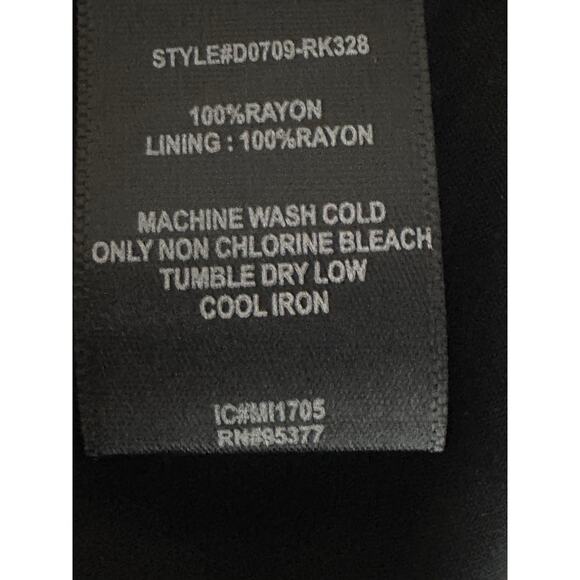 STYLE#D0709-RK328
100%RAYON
LINING : 100%RAYON
MACHINE WASH COLD
ONLY NON CHLORINE BLEACH
TUMBLE DRY LOW
COOL IRON
IC#MI1705
RN#95377